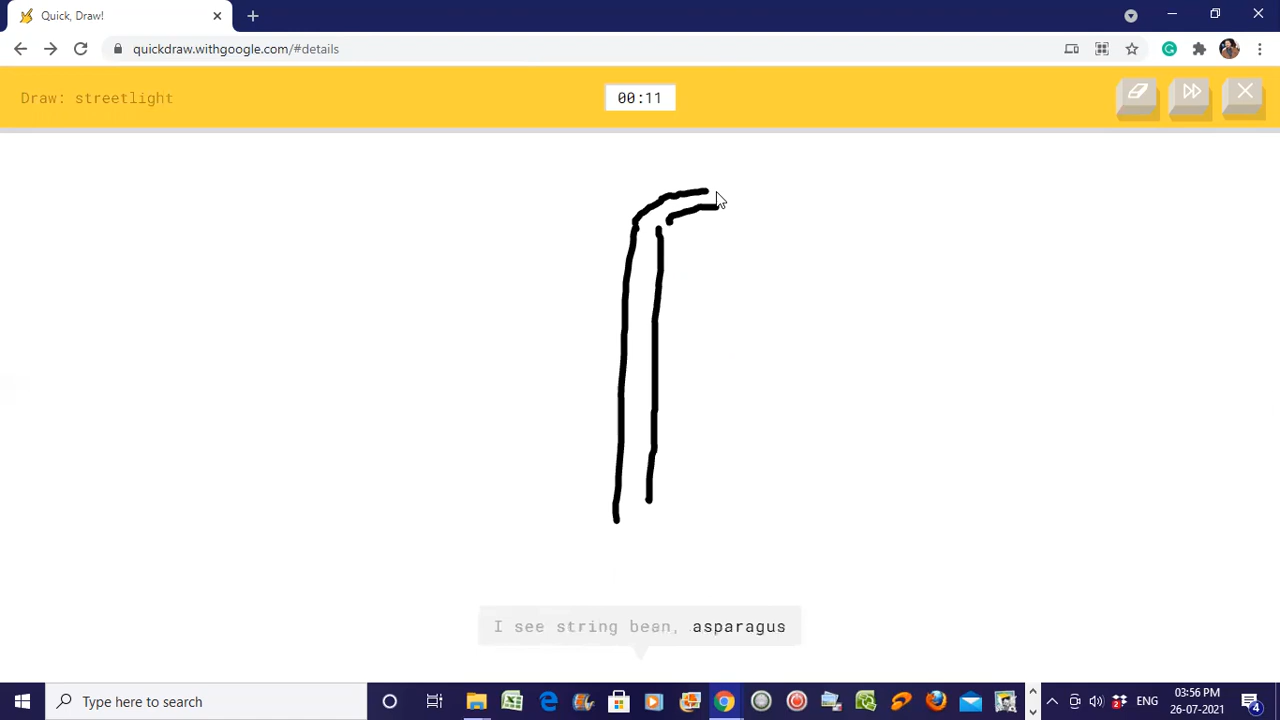 Quick, Draw!
quickdraw.withgoogle.com/#details
Draw: streetlight
00:11
I see string bean, asparagus
Type here to search
ENG
03:56 PM
26-07-2021
4